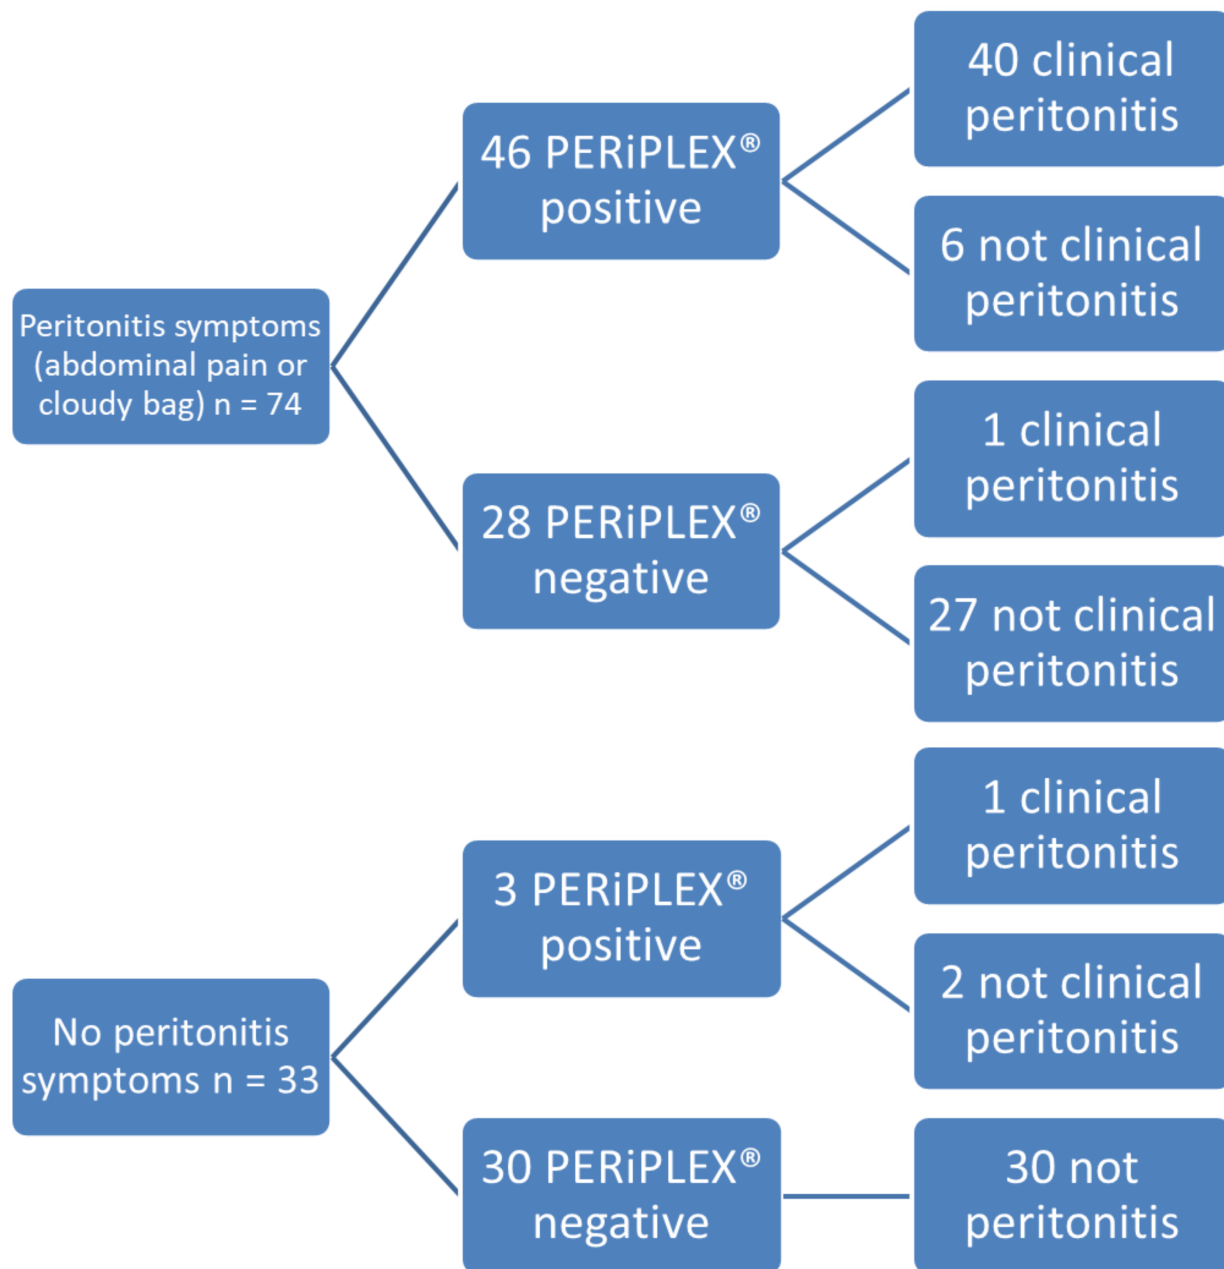 Peritonitis symptoms
(abdominal pain or
cloudy bag) n = 74
46 PERiPLEX®
positive
40 clinical
peritonitis
6 not clinical
peritonitis
28 PERiPLEX®
negative
1 clinical
peritonitis
27 not clinical
peritonitis
No peritonitis
symptoms n = 33
3 PERiPLEX®
positive
1 clinical
peritonitis
2 not clinical
peritonitis
30 PERiPLEX®
negative
30 not
peritonitis